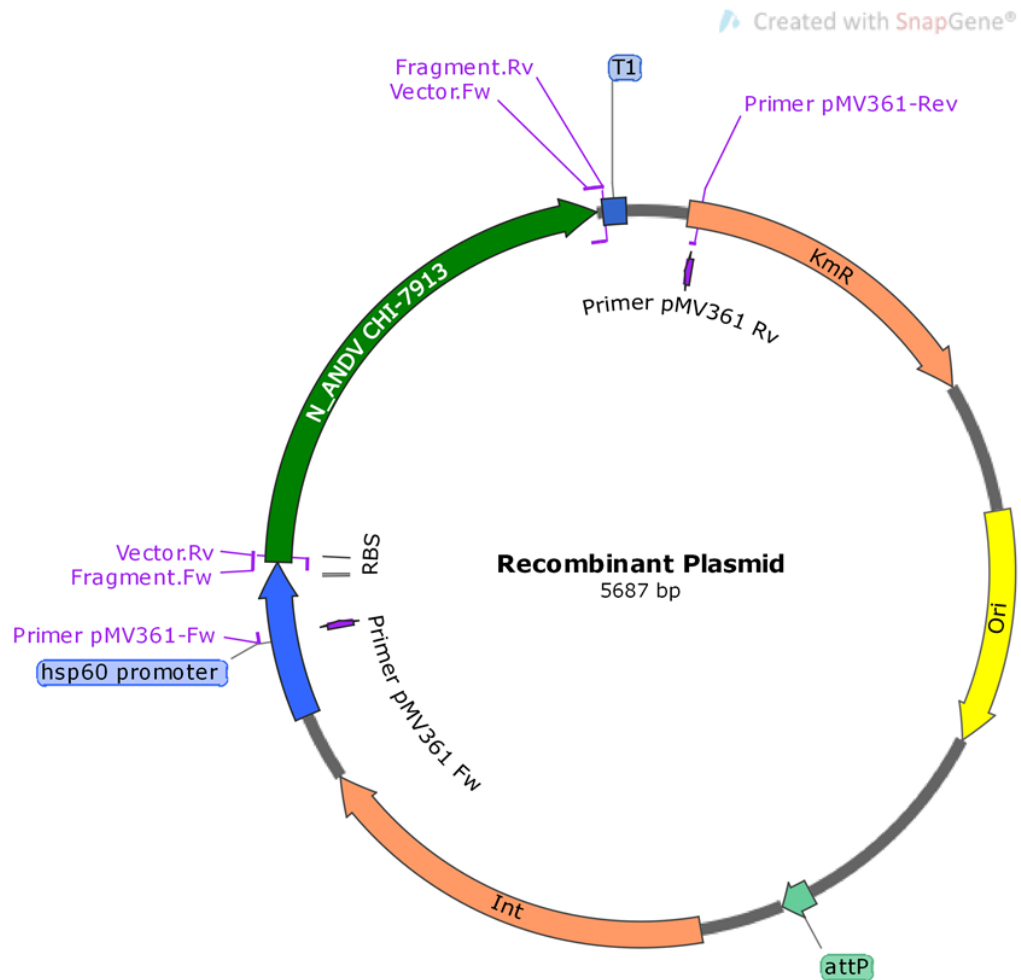 Created with SnapGene®
Fragment.Rv
T1
Vector.Fw
Primer pMV361-Rev
KmR
N_ANDV CHI-7913
Primer pMV361 Rv
Vector.Rv
RBS
Fragment.Fw
Recombinant Plasmid
5687 bp
Ori
Primer pMV361-Fw
hsp60 promoter
Primer pMV361 Fw
Int
attP